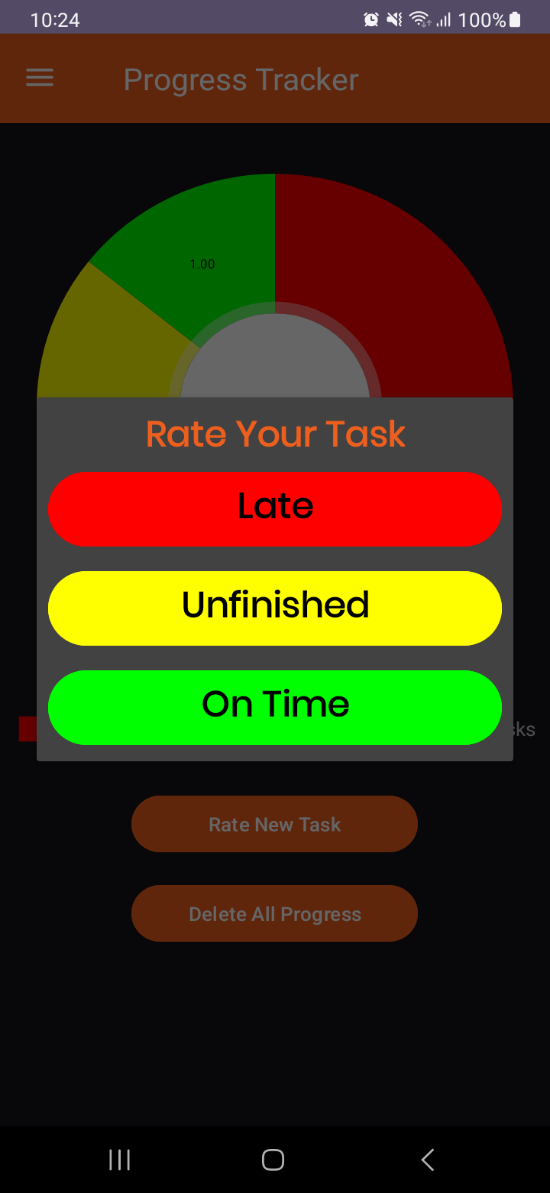 10:24 100%
Progress Tracker
1.00
Rate Your Task
Late
Unfinished
On Time
Rate New Task
Delete All Progress